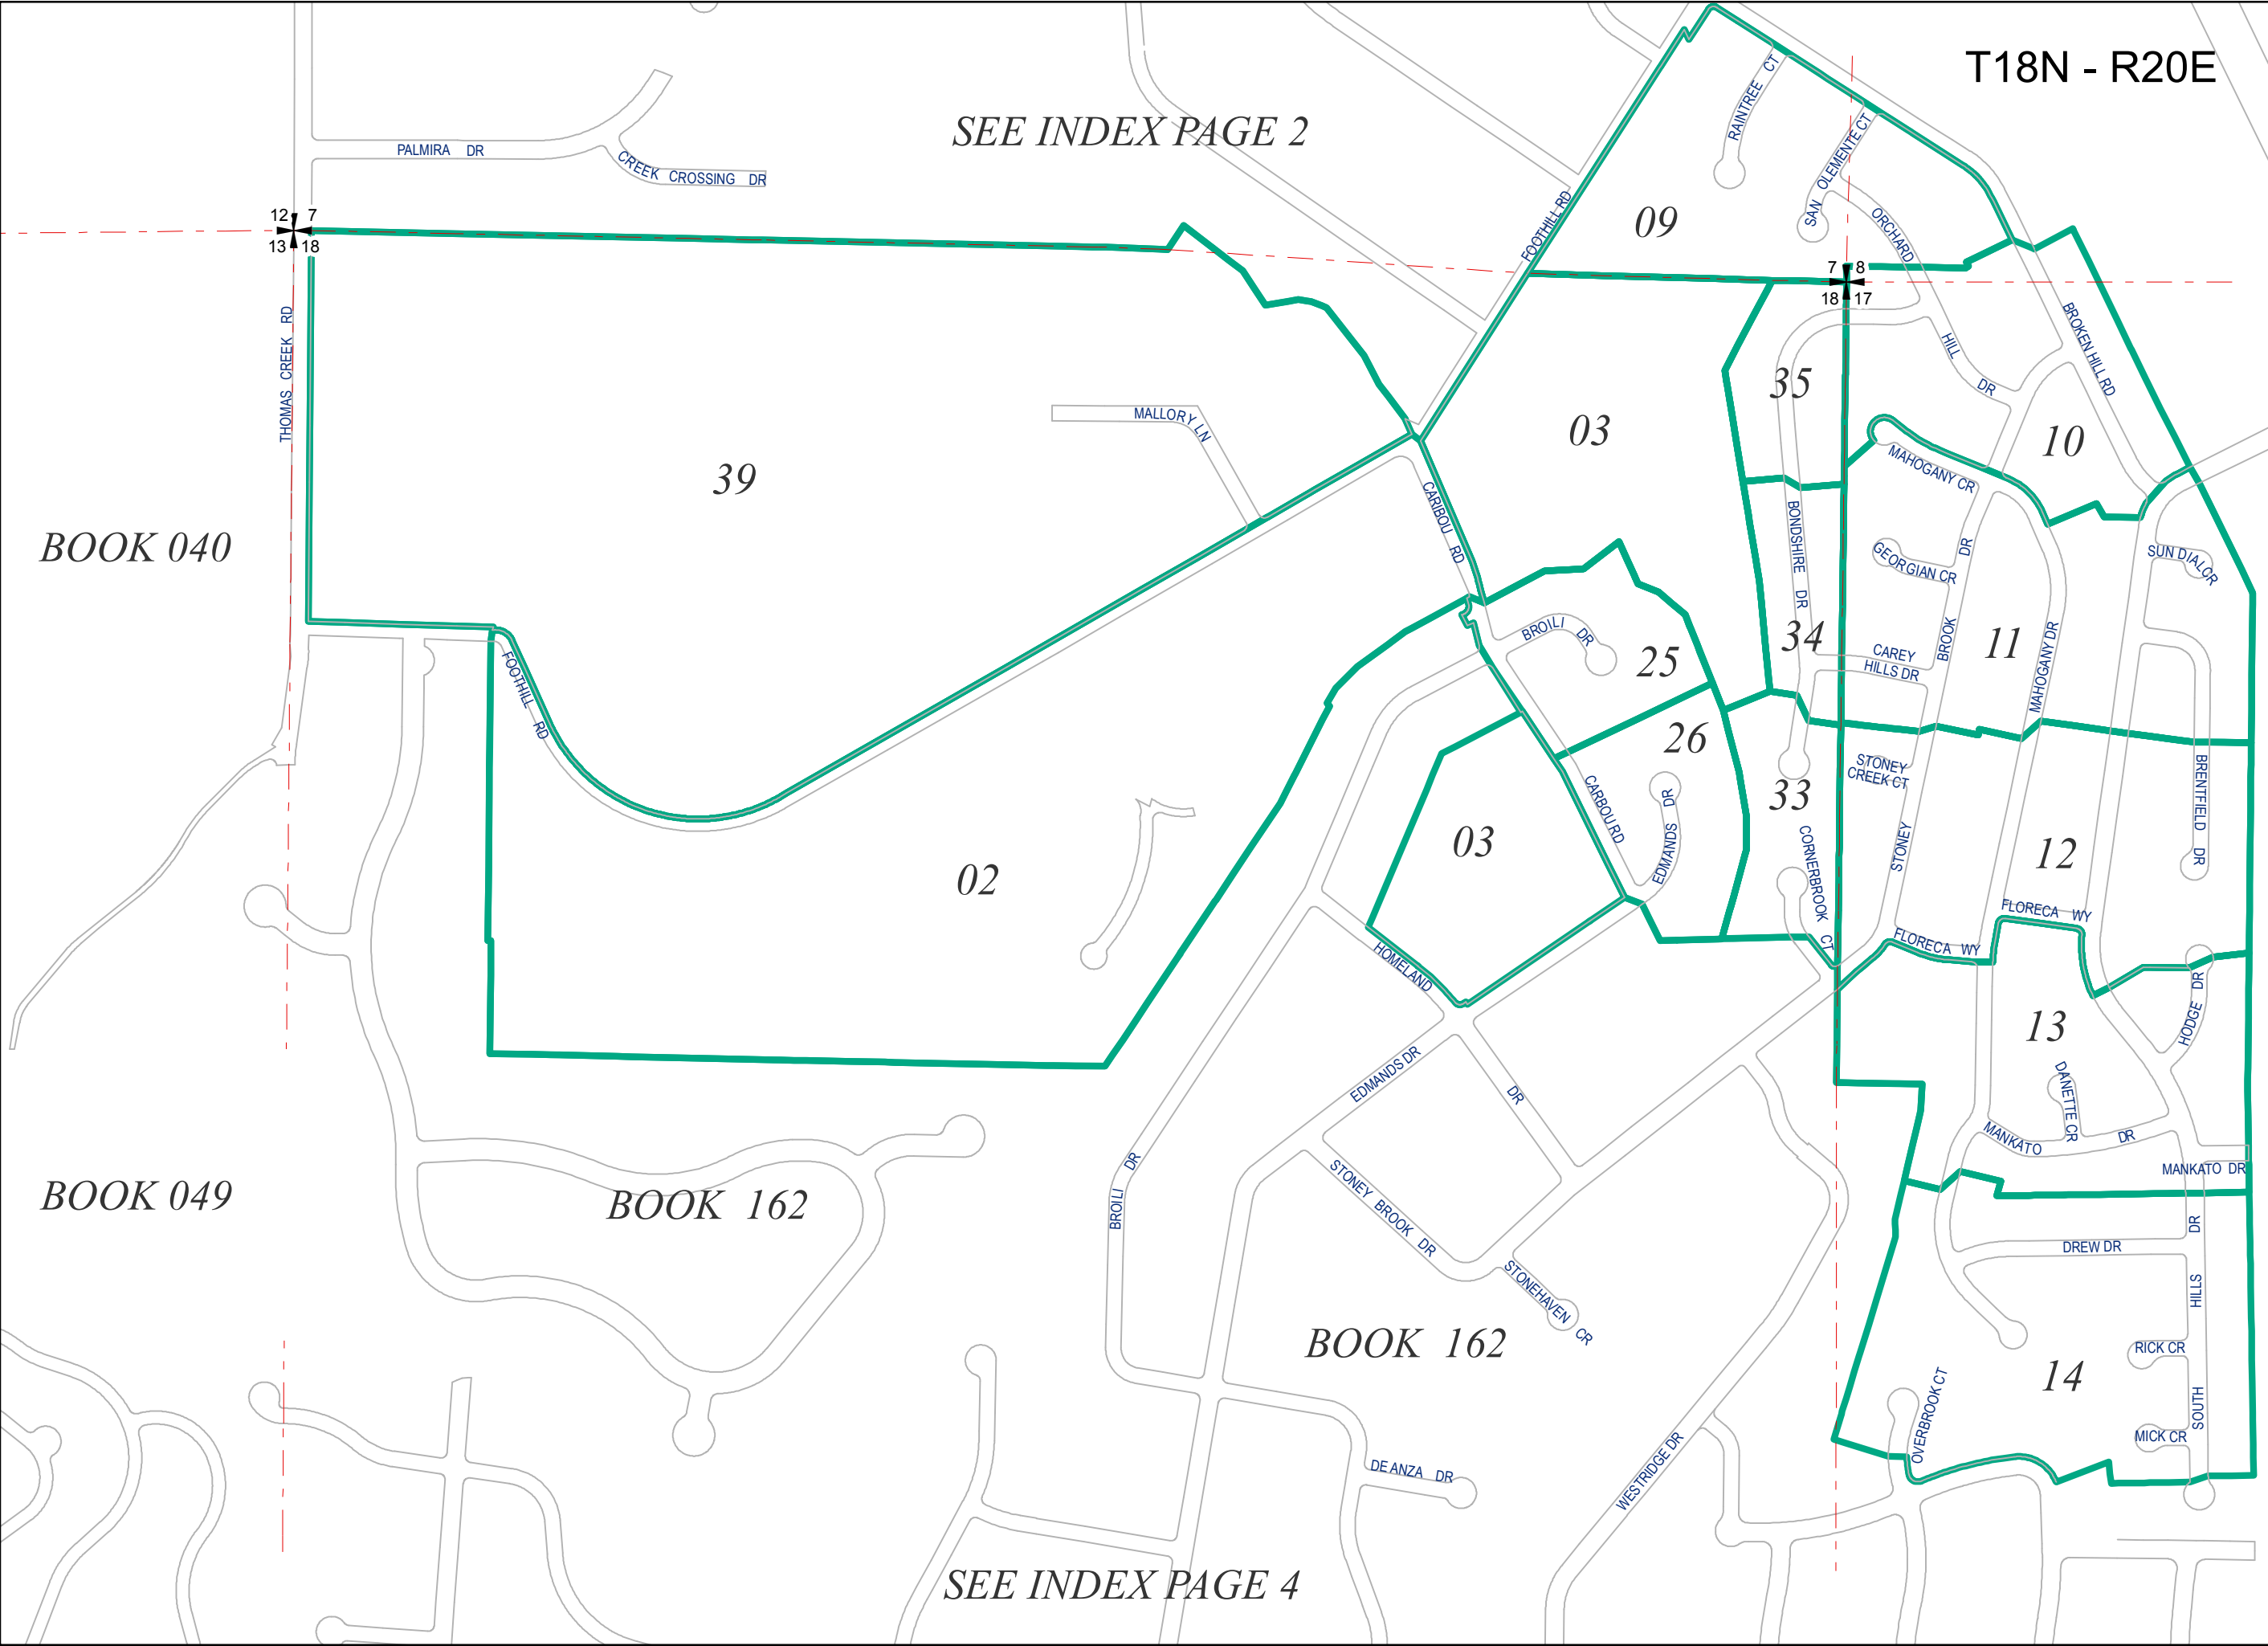 T18N - R20E
SEE INDEX PAGE 2
PALMIRA DR
CREEK CROSSING DR
RAINTREE CT
SAN OLEMENTE CT
ORCHARD
HILL
DR
FOOTHILL RD
09
12 7
13 18
7 8
18 17
THOMAS CREEK RD
BROKEN HILL RD
MALLORY LN
39
03
35
10
BOOK 040
CARIBOU RD
BONDSHIRE DR
MAHOGANY CR
GEORGIAN CR
SUN DIAL CR
STONEY
BROOK
DR
MAHOGANY DR
11
34
CAREY
HILLS DR
BROILI DR
25
FOOTHILL RD
26
33
STONEY
CREEK CT
BRENTFIELD DR
CARBOU RD
EDMANDS DR
CORNERBROOK CT
03
02
12
FLORECA WY
FLORECA WY
HOMELAND
DR
13
HODGE DR
DANETTE CR
EDMANDS DR
MANKATO DR
MANKATO DR
BROILI DR
STONEY BROOK DR
STONEHAVEN CR
BOOK 049
BOOK 162
BOOK 162
DREW DR
SOUTH
HILLS
DR
RICK CR
14
MICK CR
OVERBROOK CT
WESTRIDGE DR
DE ANZA DR
SEE INDEX PAGE 4